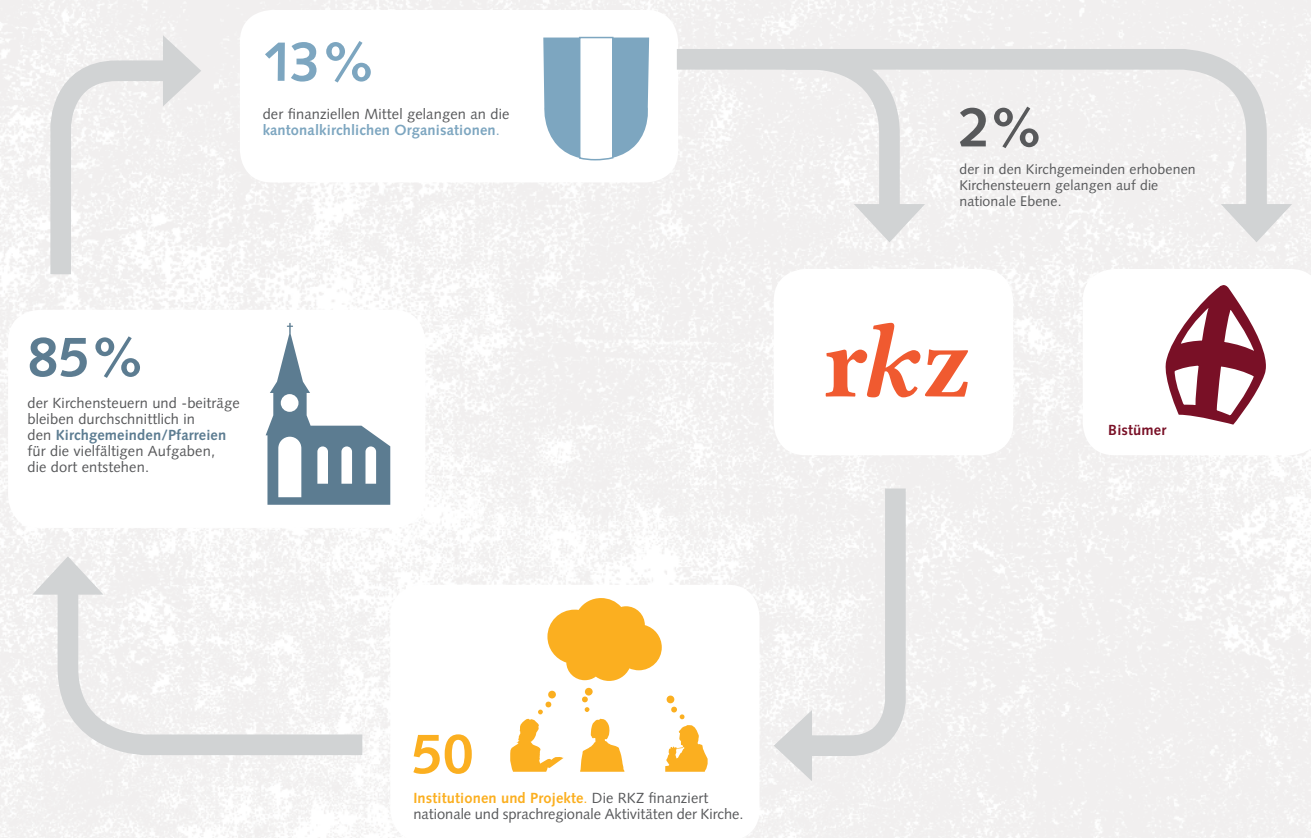 13 %
der finanziellen Mittel gelangen an die
kantonalkirchlichen Organisationen.
2 %
der in den Kirchgemeinden erhobenen
Kirchensteuern gelangen auf die
nationale Ebene.
85 %
der Kirchensteuern und -beiträge
bleiben durchschnittlich in
den Kirchgemeinden/Pfarreien
für die vielfältigen Aufgaben,
die dort entstehen.
rkz
Bistümer
50
Institutionen und Projekte. Die RKZ finanziert
nationale und sprachregionale Aktivitäten der Kirche.